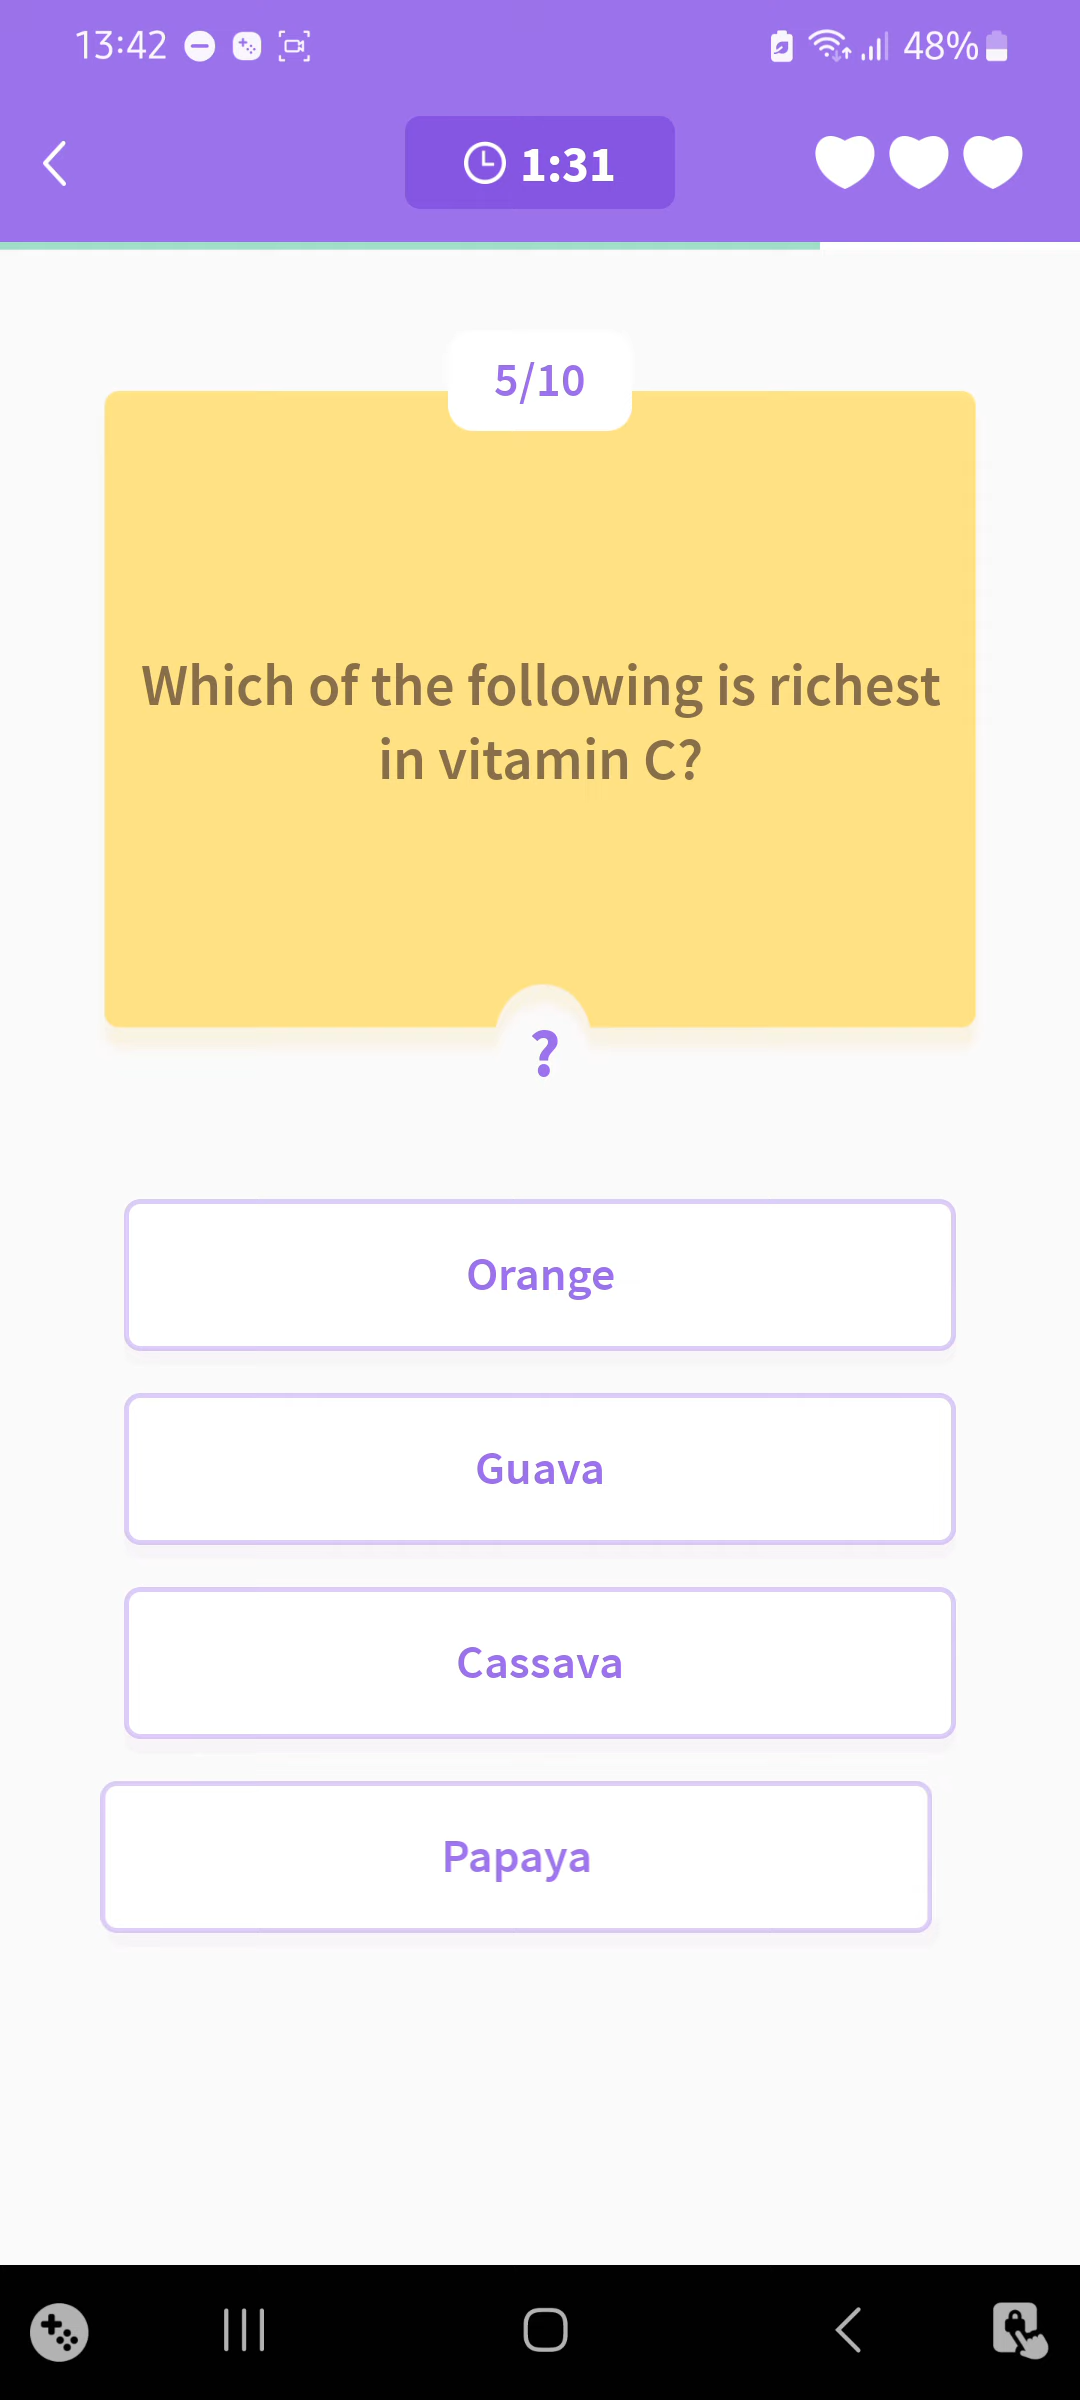 13:42
48%
1:31
5/10
Which of the following is richest
in vitamin C?
?
Orange
Guava
Cassava
Papaya